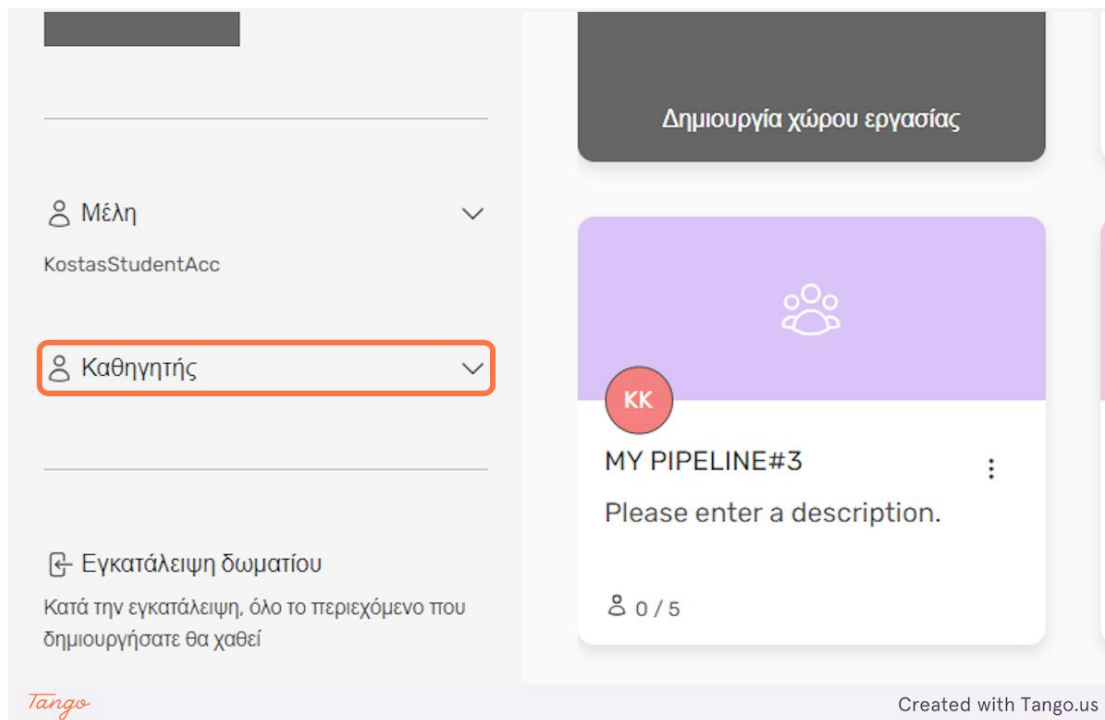 Δημιουργία χώρου εργασίας
Μέλη
KostasStudentAcc
Καθηγητής
KK
MY PIPELINE#3
Please enter a description.
Εγκατάλειψη δωματίου
Κατά την εγκατάλειψη, όλο το περιεχόμενο που
δημιουργήσατε θα χαθεί
0 / 5
Tango
Created with Tango.us